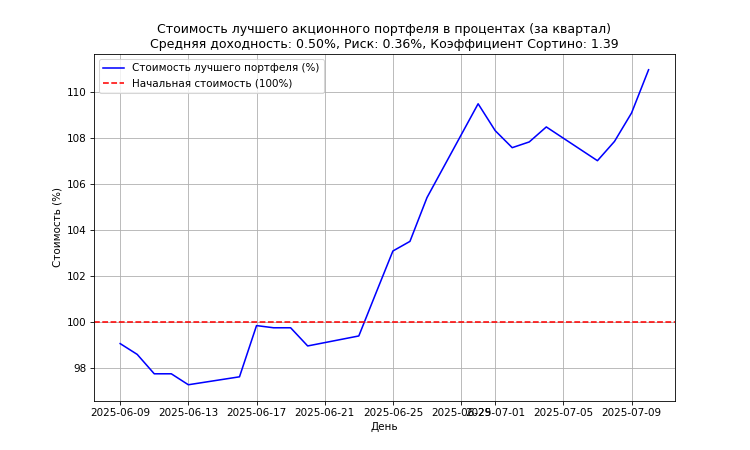 Стоимость лучшего акционного портфеля в процентах (за квартал)
Средняя доходность: 0.50%, Риск: 0.36%, Коэффициент Сортино: 1.39
Стоимость лучшего портфеля (%)
Начальная стоимость (100%)
110
108
106
104
102
100
98
Стоимость (%)
2025-06-09 2025-06-13 2025-06-17 2025-06-21 2025-06-25 2025-06-29 2025-07-01 2025-07-05 2025-07-09
День